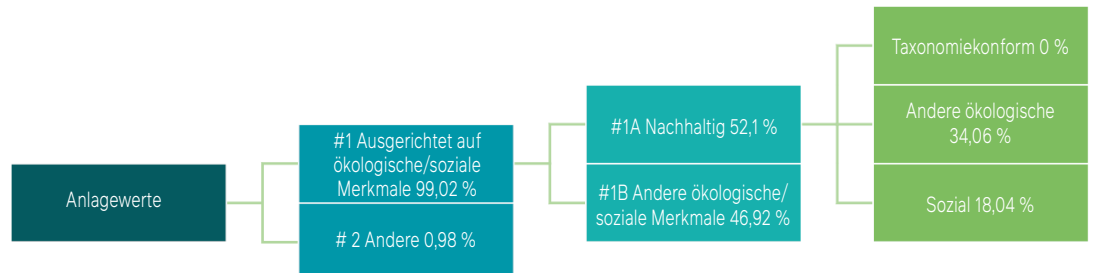 Anlagewerte
#1 Ausgerichtet auf
ökologische/soziale
Merkmale 99,02 %
# 2 Andere 0,98 %
#1A Nachhaltig 52,1 %
#1B Andere ökologische/
soziale Merkmale 46,92 %
Taxonomiekonform 0 %
Andere ökologische
34,06 %
Sozial 18,04 %